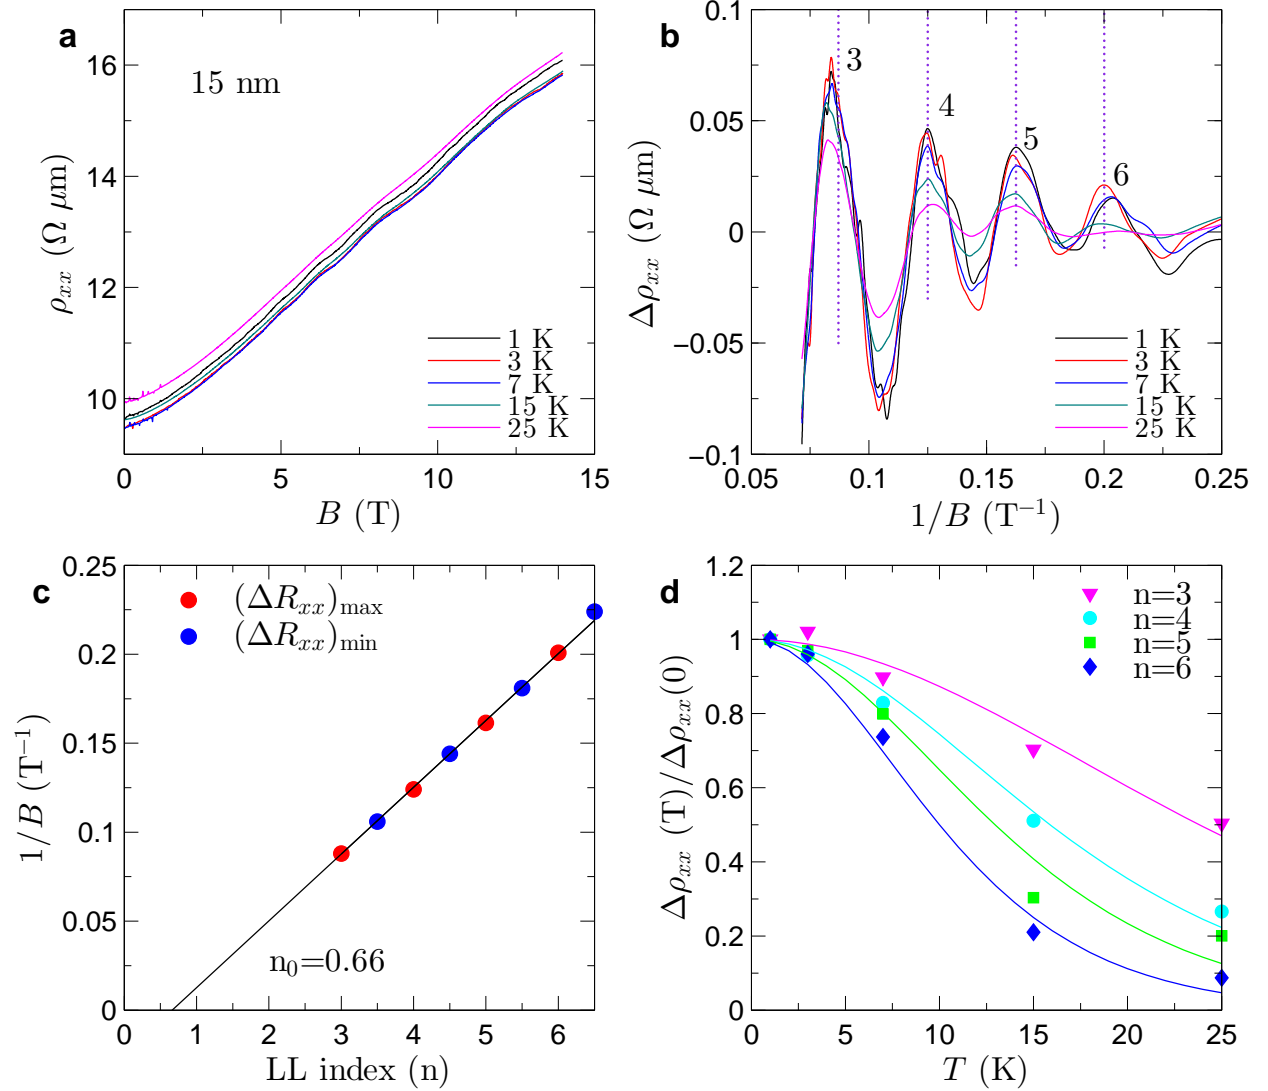 a
15 nm
16
14
12
10
ρxx (Ω μm)
1 K
3 K
7 K
15 K
25 K
0 5 10 15
B (T)
b
0.1
0.05
0
−0.05
−0.1
Δρxx (Ω μm)
3
4
5
6
1 K
3 K
7 K
15 K
25 K
0.05 0.1 0.15 0.2 0.25
1/B (T⁻¹)
c
0.25
0.20
0.15
0.1
0.05
0
1/B (T⁻¹)
(ΔRxx)max
(ΔRxx)min
n₀=0.66
0 1 2 3 4 5 6
LL index (n)
d
1.2
1
0.8
0.6
0.4
0.2
0
Δρxx (T)/Δρxx(0)
n=3
n=4
n=5
n=6
0 5 10 15 20 25
T (K)